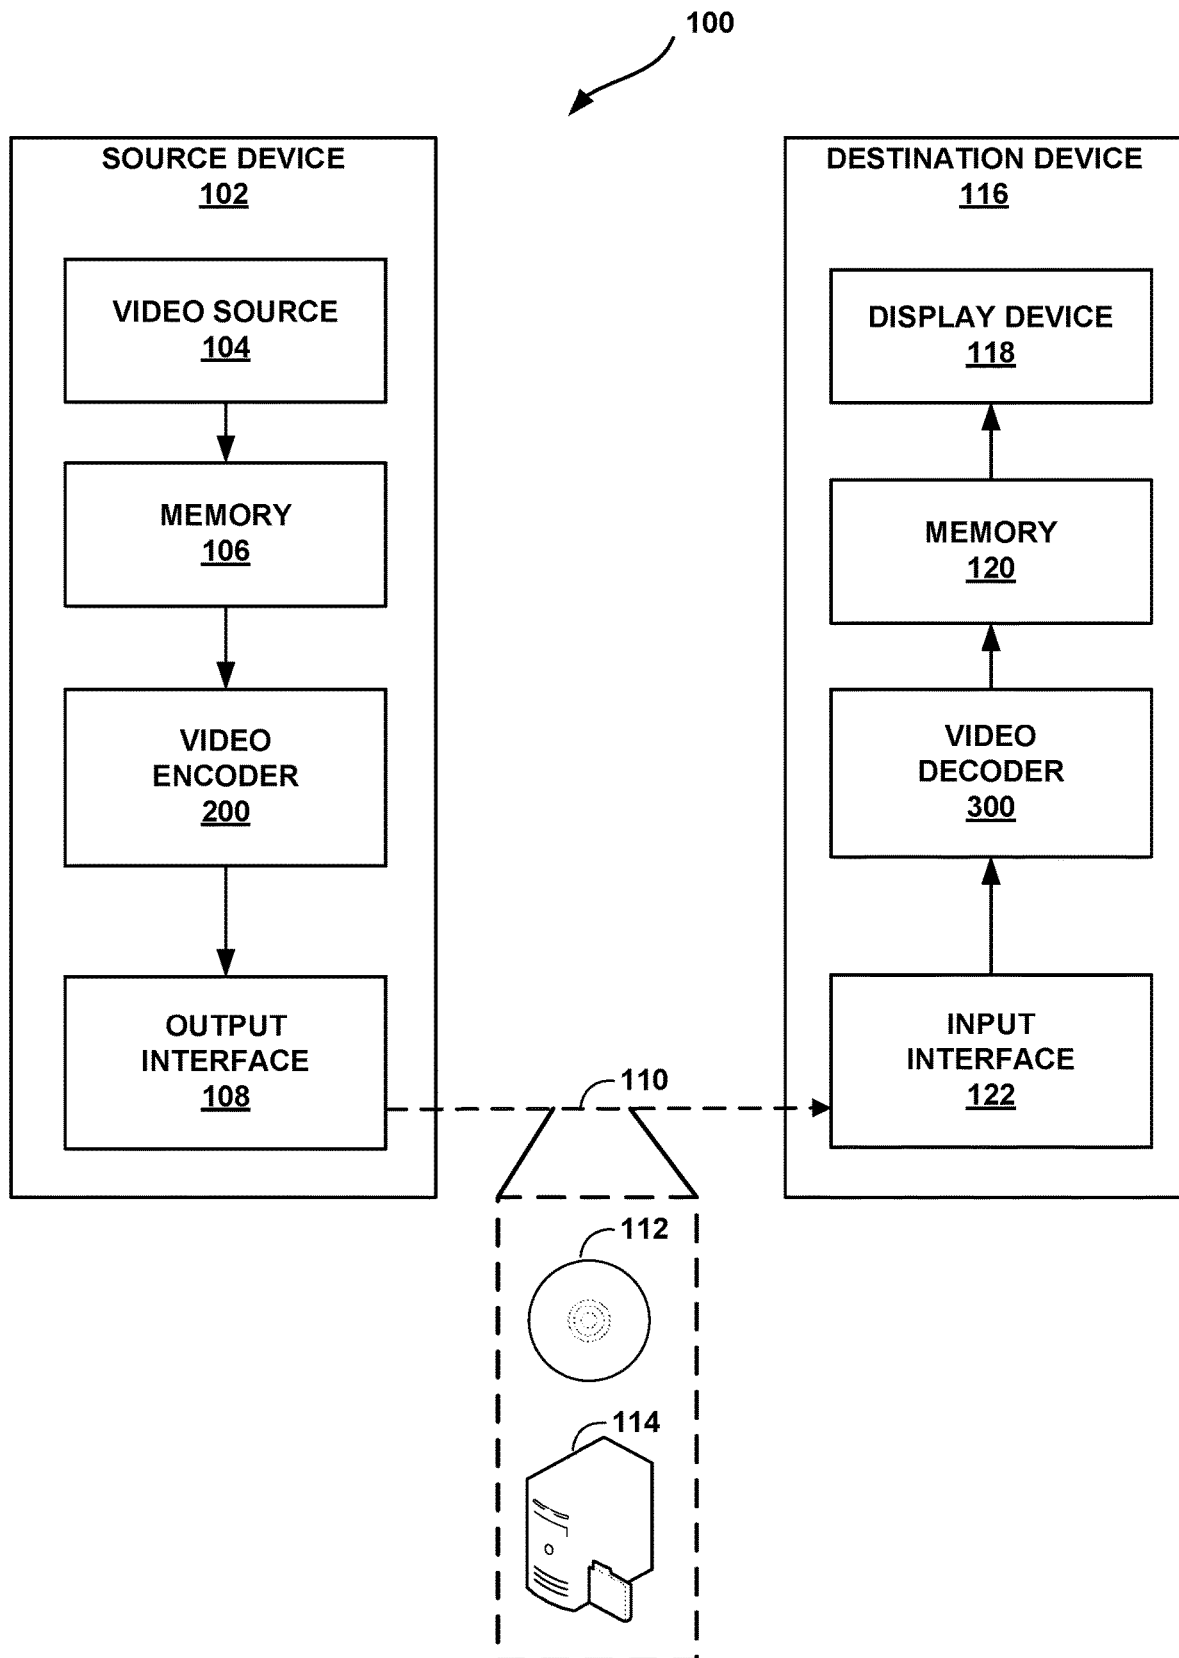 100
SOURCE DEVICE
102
VIDEO SOURCE
104
MEMORY
106
VIDEO
ENCODER
200
OUTPUT
INTERFACE
108
DESTINATION DEVICE
116
DISPLAY DEVICE
118
MEMORY
120
VIDEO
DECODER
300
INPUT
INTERFACE
122
110
112
114